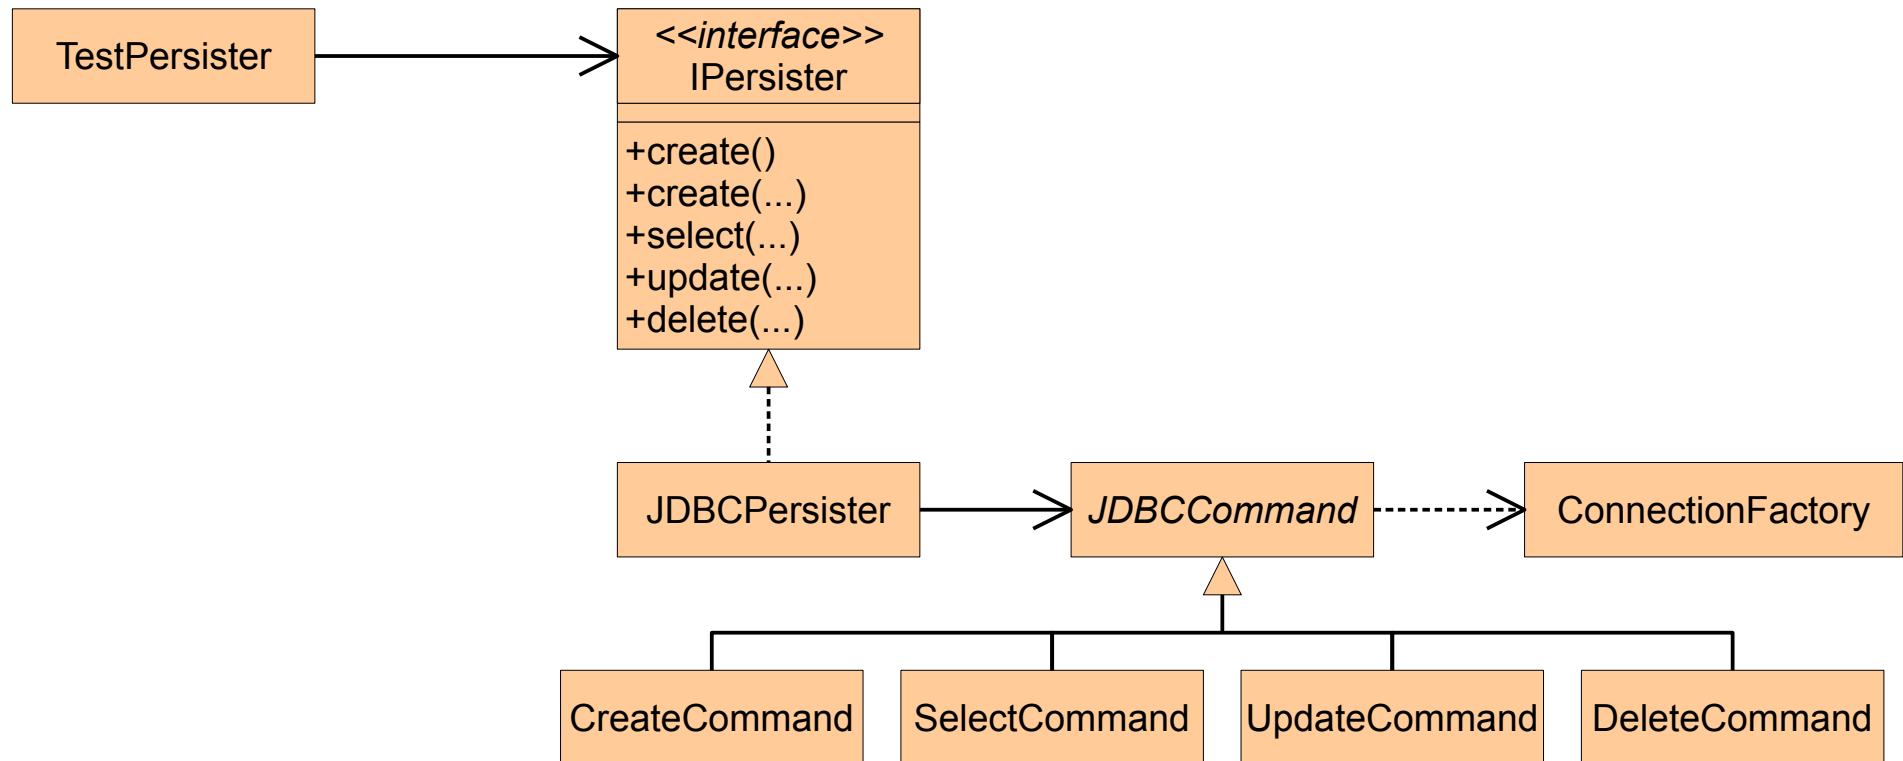 TestPersister
<<interface>>
IPersister
+create()
+create(...)
+select(...)
+update(...)
+delete(...)
JDBCPersister
JDBCCommand
ConnectionFactory
CreateCommand
SelectCommand
UpdateCommand
DeleteCommand